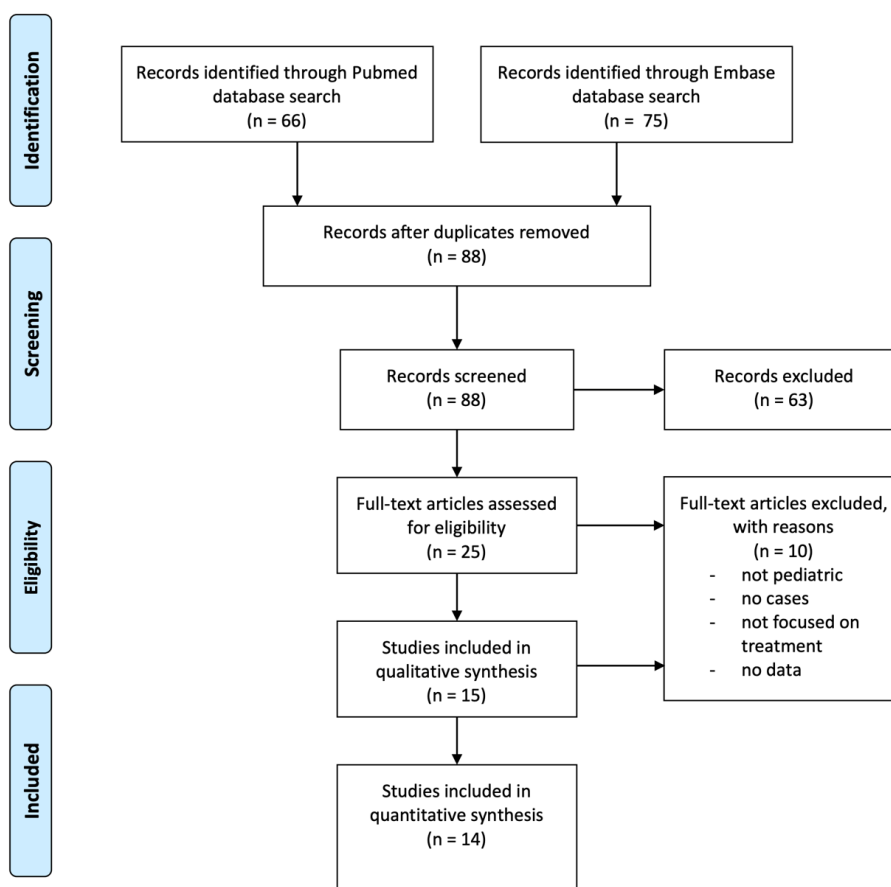 Identification
Records identified through Pubmed
database search
(n = 66)
Records identified through Embase
database search
(n = 75)
Records after duplicates removed
(n = 88)
Screening
Records screened
(n = 88)
Records excluded
(n = 63)
Eligibility
Full-text articles assessed
for eligibility
(n = 25)
Full-text articles excluded,
with reasons
(n = 10)
- not pediatric
- no cases
- not focused on
treatment
- no data
Studies included in
qualitative synthesis
(n = 15)
Included
Studies included in
quantitative synthesis
(n = 14)